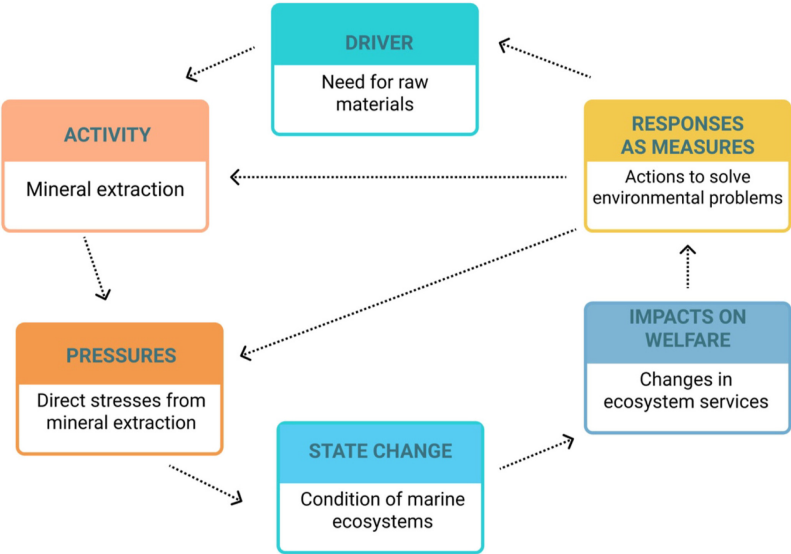 DRIVER
Need for raw
materials
ACTIVITY
Mineral extraction
RESPONSES
AS MEASURES
Actions to solve
environmental problems
PRESSURES
Direct stresses from
mineral extraction
IMPACTS ON
WELFARE
Changes in
ecosystem services
STATE CHANGE
Condition of marine
ecosystems